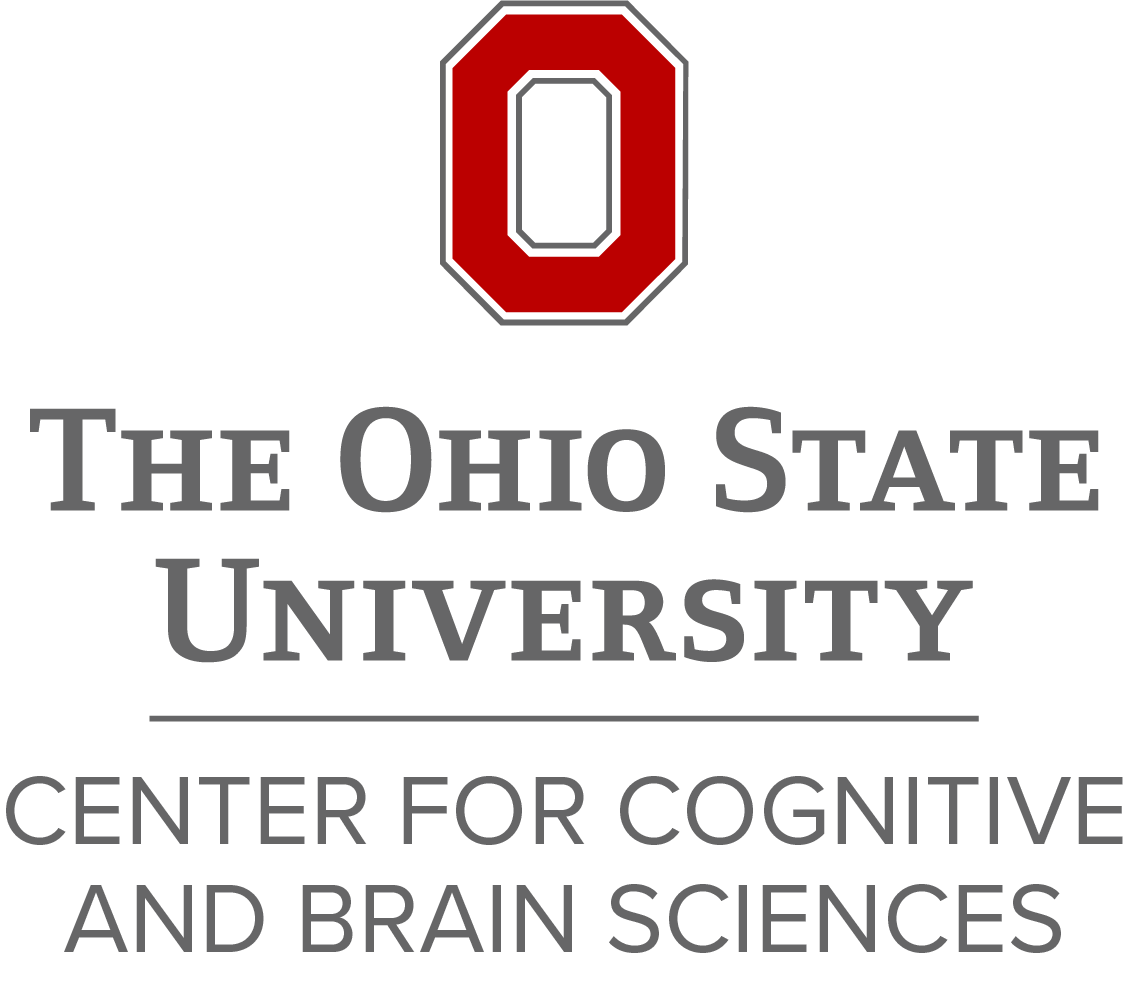 O
THE OHIO STATE
UNIVERSITY
CENTER FOR COGNITIVE
AND BRAIN SCIENCES